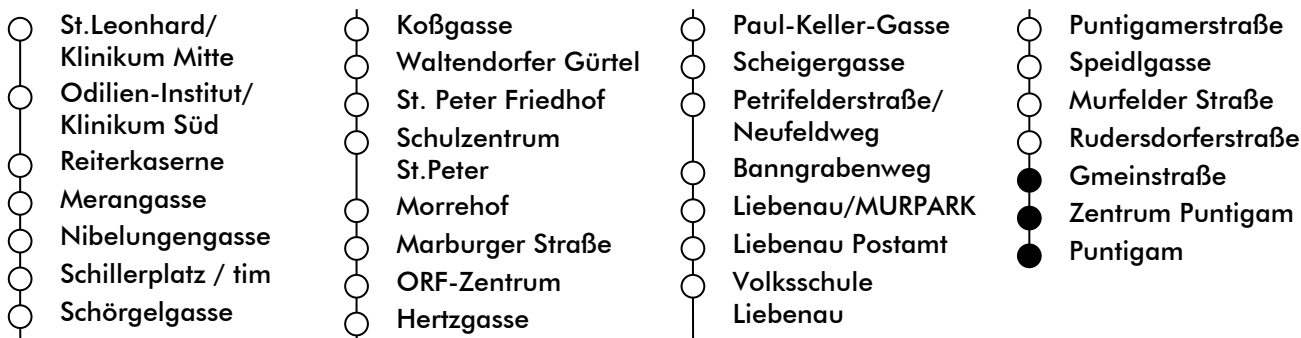 St.Leonhard/
Klinikum Mitte
Odilien-Institut/
Klinikum Süd
Reiterkaserne
Merangasse
Nibelungengasse
Schillerplatz / tim
Schörgelgasse
Koßgasse
Waltendorfer Gürtel
St. Peter Friedhof
Schulzentrum
St.Peter
Morrehof
Marburger Straße
ORF-Zentrum
Hertzgasse
Paul-Keller-Gasse
Scheigergasse
Petrifelderstraße/
Neufeldweg
Banngrabenweg
Liebenau/MURPARK
Liebenau Postamt
Volksschule
Liebenau
Puntigamerstraße
Speidlgasse
Murfelder Straße
Rudersdorferstraße
Gmeinstraße
Zentrum Puntigam
Puntigam